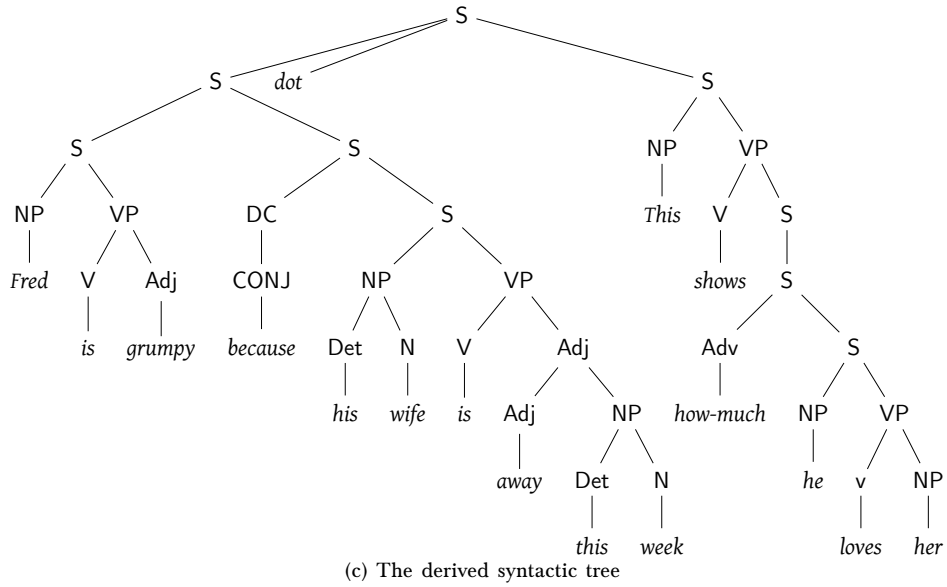 S
S dot S
S S NP VP
NP VP DC S This V S
Fred V Adj CONJ NP VP shows S
is grumpy because Det N V Adj Adv S
his wife is Adj NP how-much NP VP
away Det N he v NP
this week loves her
(c) The derived syntactic tree